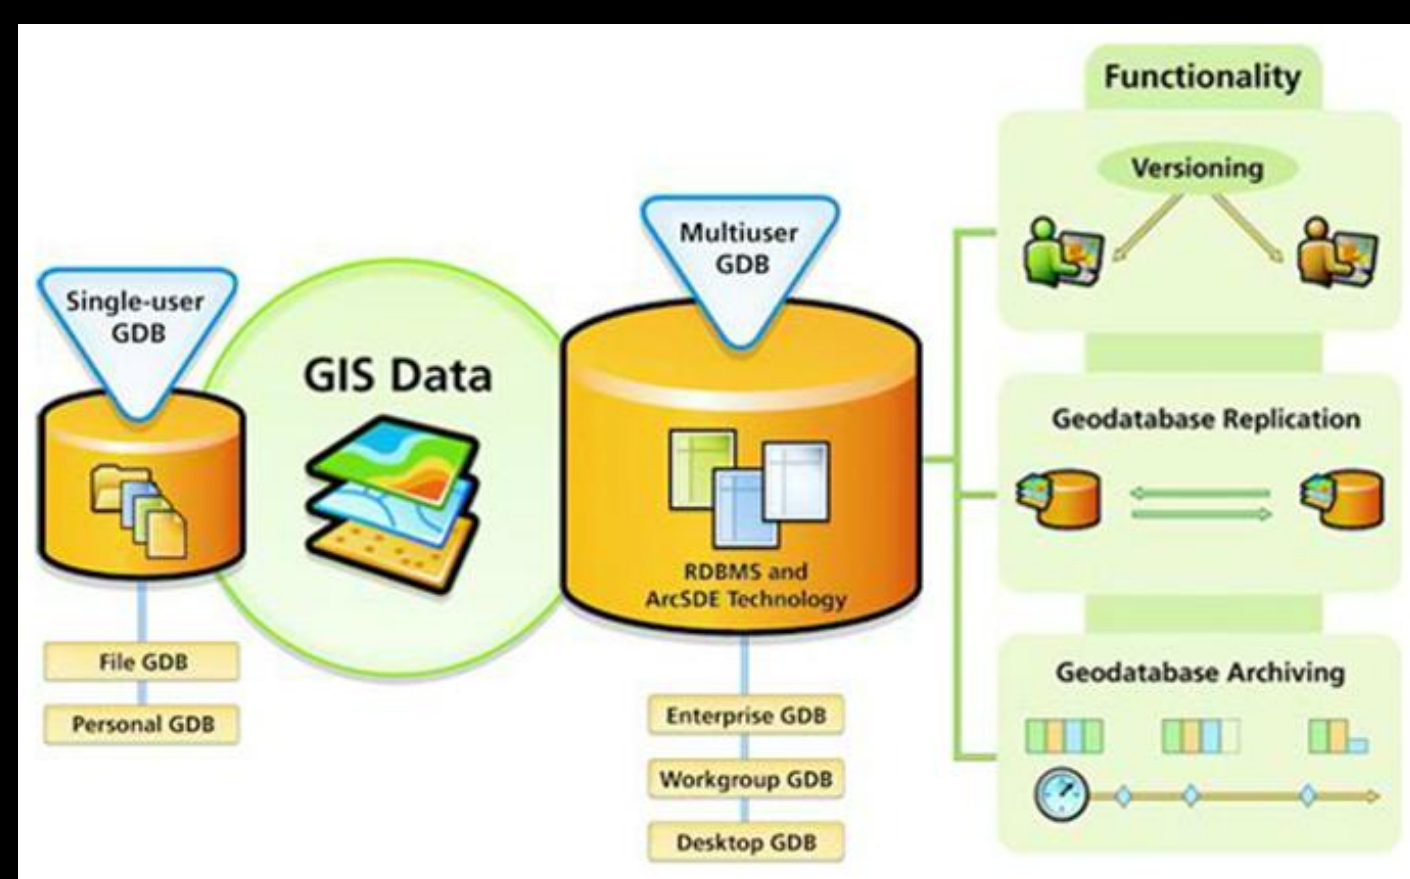 Single-user
GDB
File GDB
Personal GDB
GIS Data
Multiuser
GDB
RDBMS and
ArcSDE Technology
Enterprise GDB
Workgroup GDB
Desktop GDB
Functionality
Versioning
Geodatabase Replication
Geodatabase Archiving